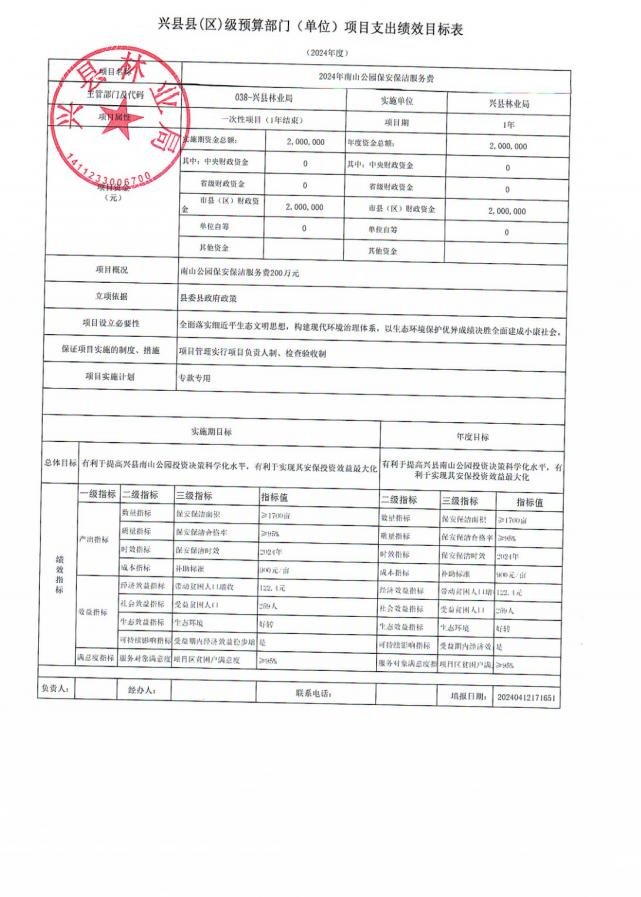 兴县县(区)级预算部门（单位）项目支出绩效目标表
（2024年度）
项目名称 2024年南山公园保安保洁服务费
主管部门及代码 038-兴县林业局 实施单位 兴县林业局
项目属性 一次性项目（1年结束） 项目期 1年
项目资金（元） 实施期资金总额： 2,000,000 年度资金总额： 2,000,000
其中：中央财政资金 0 其中：中央财政资金 0
省级财政资金 0 省级财政资金 0
市县（区）财政资金 2,000,000 市县（区）财政资金 2,000,000
单位自筹 0 单位自筹 0
其他资金 其他资金
兴县林业局
1411233006700
项目概况 南山公园保安保洁服务费200万元
立项依据 县委县政府政策
项目设立必要性 全面落实细近平生态文明思想，构建现代环境治理体系，以生态环境保护优异成绩决胜全面建成小康社会。
保证项目实施的制度、措施 项目管理实行项目负责人制、检查验收制
项目实施计划 专款专用
实施期目标 年度目标
总体目标 有利于提高兴县南山公园投资决策科学化水平，有利于实现其安保投资效益最大化 有利于提高兴县南山公园投资决策科学化水平，有利于实现其安保投资效益最大化
绩效指标 一级指标 二级指标 三级指标 指标值 二级指标 三级指标 指标值
产出指标 数量指标 保安保洁面积 ≥1700亩 数量指标 保安保洁面积 ≥1700亩
质量指标 保安保洁合格率 ≥95% 质量指标 保安保洁合格率 ≥95%
时效指标 保安保洁时效 2024年 时效指标 保安保洁时效 2024年
成本指标 补助标准 900元/亩 成本指标 补助标准 900元/亩
效益指标 经济效益指标 带动贫困人口增收 122.4元 经济效益指标 带动贫困人口增 122.4元
社会效益指标 受益贫困人口 259人 社会效益指标 受益贫困人口 259人
生态效益指标 生态环境 好转 生态效益指标 生态环境 好转
可持续影响指标 受益期内经济效益稳步增 是 可持续影响指标 受益期内经济效 是
满意度指标 服务对象满意度 项目区贫困户满意度 ≥95% 服务对象满意度指 项目区贫困户满 ≥95%
负责人： 经办人： 联系电话： 填报日期： 20240412171651